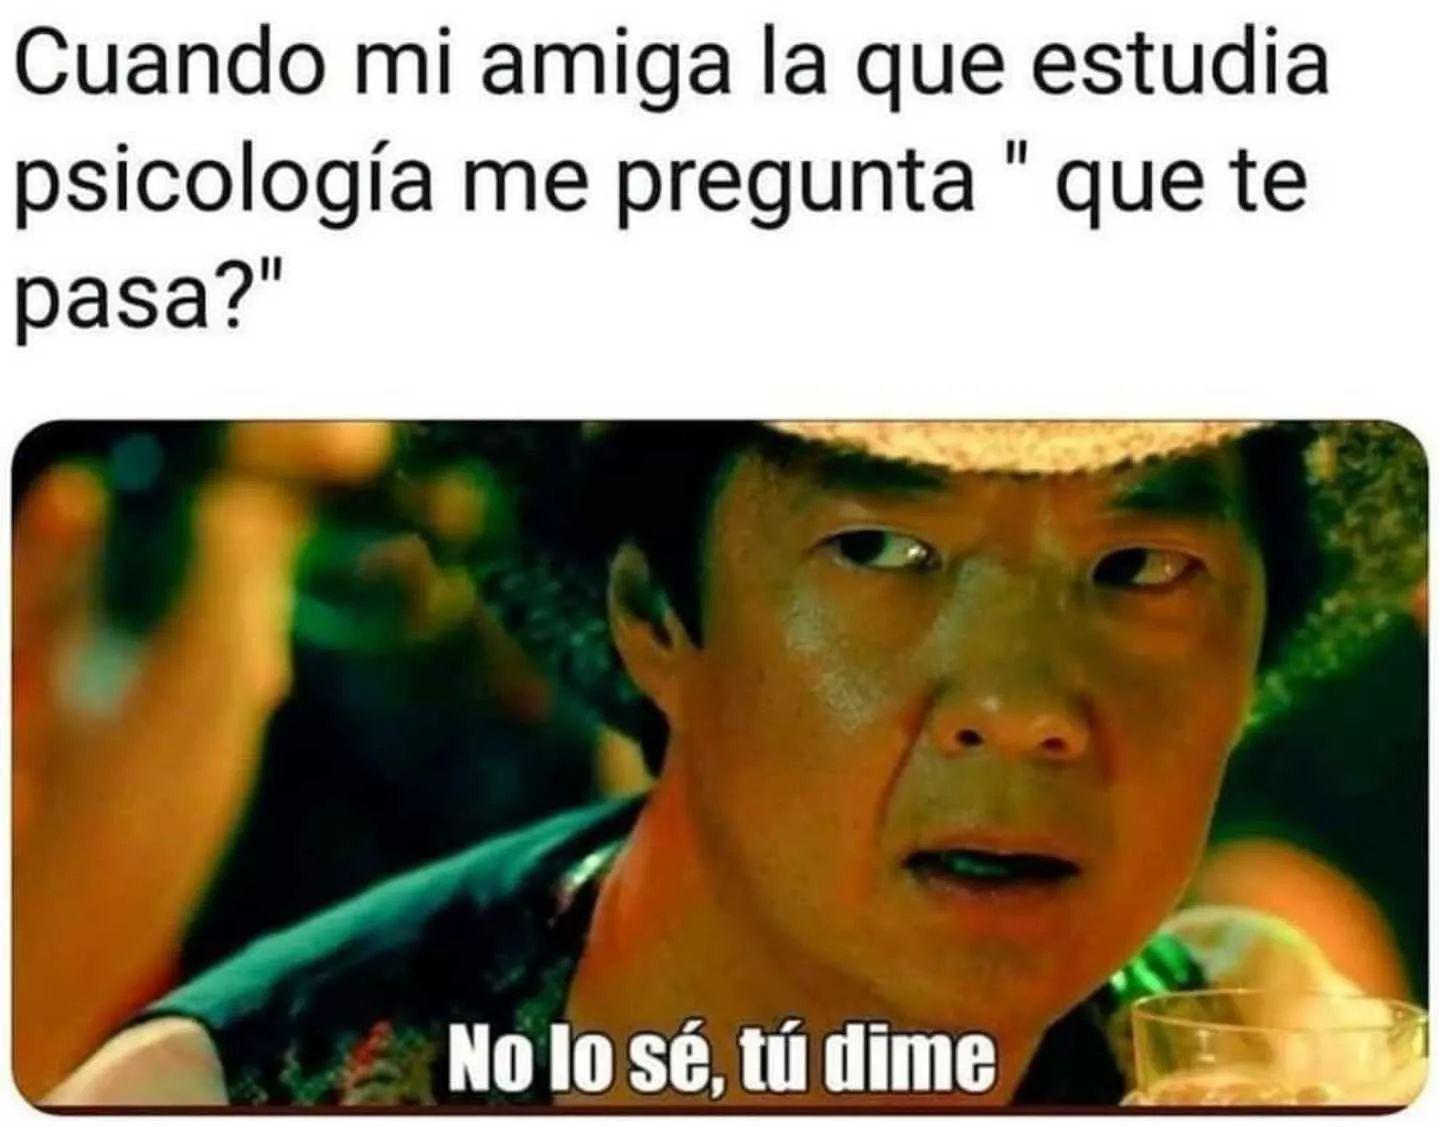 Cuando mi amiga la que estudia
psicología me pregunta " que te
pasa?"
No lo sé, tú dime